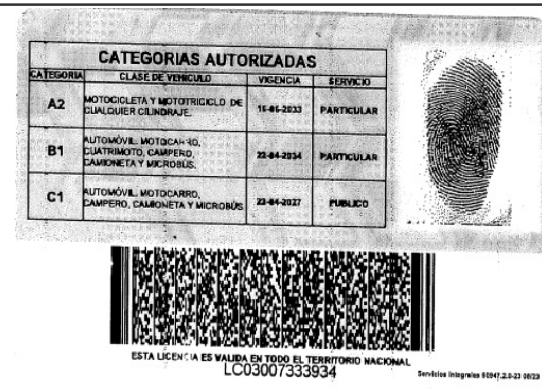 CATEGORIAS AUTORIZADAS
CATEGORIA CLASE DE VEHICULO VIGENCIA SERVICIO
A2 MOTOCICLETA Y MOTOTRICICLO DE CUALQUIER CILINDRAJE. 2033 PARTICULAR
B1 AUTOMÓVIL, MOTOCARRO, CUATRIMOTO, CAMPERO, CAMIONETA Y MICROBÚS. 22-04-2034 PARTICULAR
C1 AUTOMÓVIL, MOTOCARRO, CAMPERO, CAMIONETA Y MICROBÚS 22-04-2027 PUBLICO
ESTA LICENCIA ES VALIDA EN TODO EL TERRITORIO NACIONAL
LC03007333934
Servicios Integrales